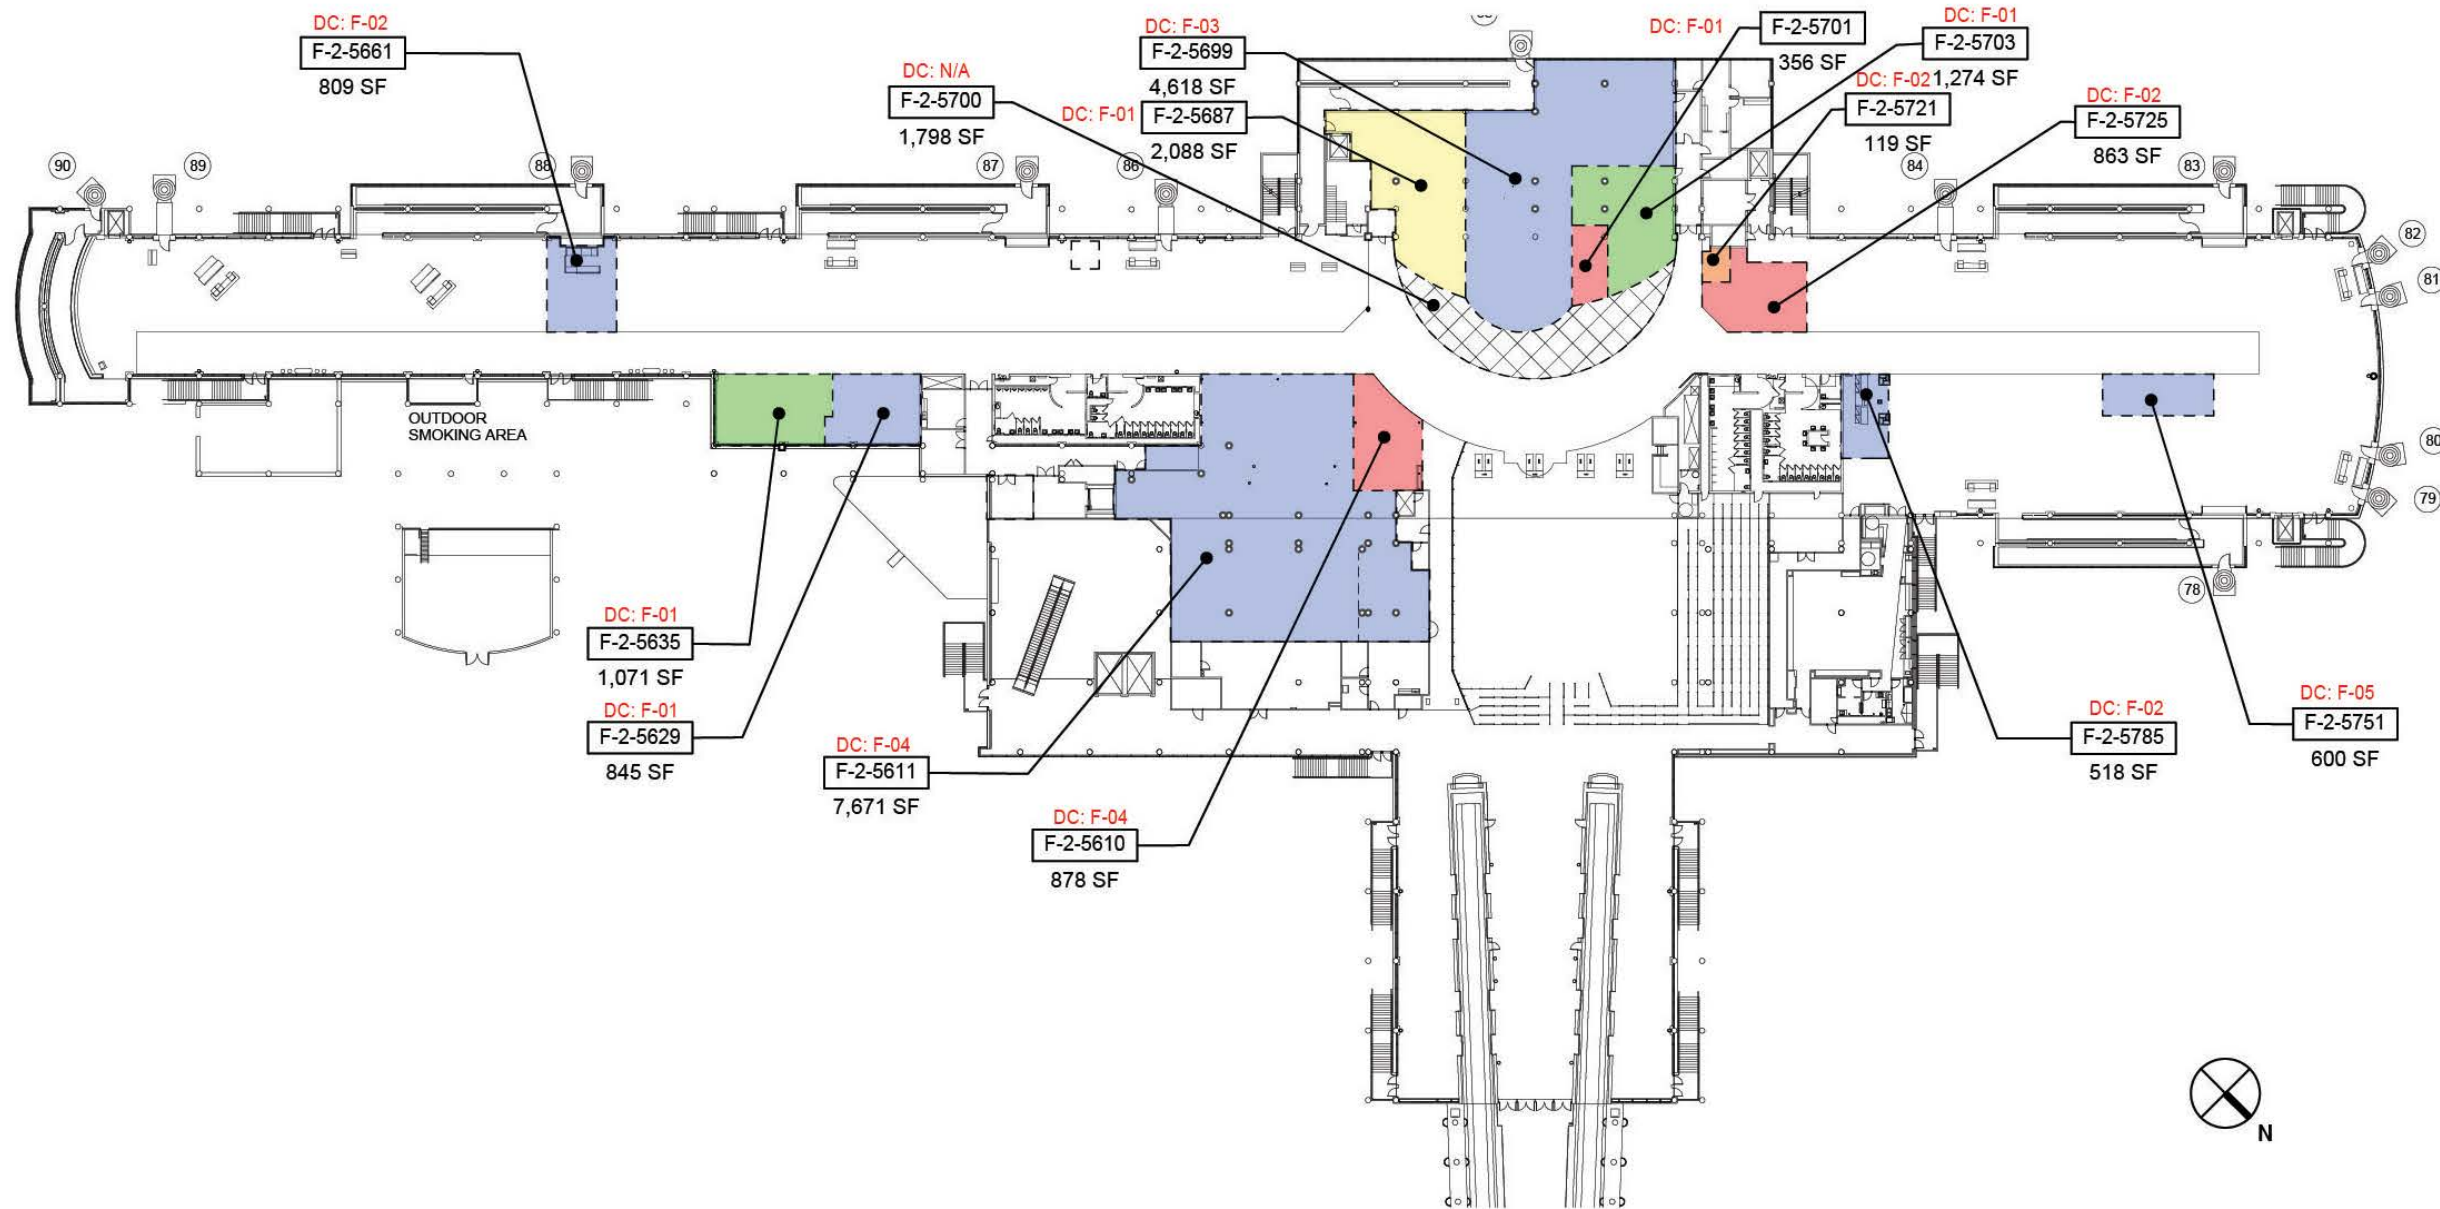 DC: F-02
F-2-5661
809 SF
DC: N/A
F-2-5700
1,798 SF
DC: F-03
F-2-5699
4,618 SF
DC: F-01
F-2-5687
2,088 SF
DC: F-01
F-2-5701
356 SF
DC: F-01
F-2-5703
1,274 SF
DC: F-02
F-2-5721
119 SF
DC: F-02
F-2-5725
863 SF
90
89
88
87
86
84
83
82
81
80
79
78
OUTDOOR
SMOKING AREA
DC: F-01
F-2-5635
1,071 SF
DC: F-01
F-2-5629
845 SF
DC: F-04
F-2-5611
7,671 SF
DC: F-04
F-2-5610
878 SF
DC: F-02
F-2-5785
518 SF
DC: F-05
F-2-5751
600 SF
N